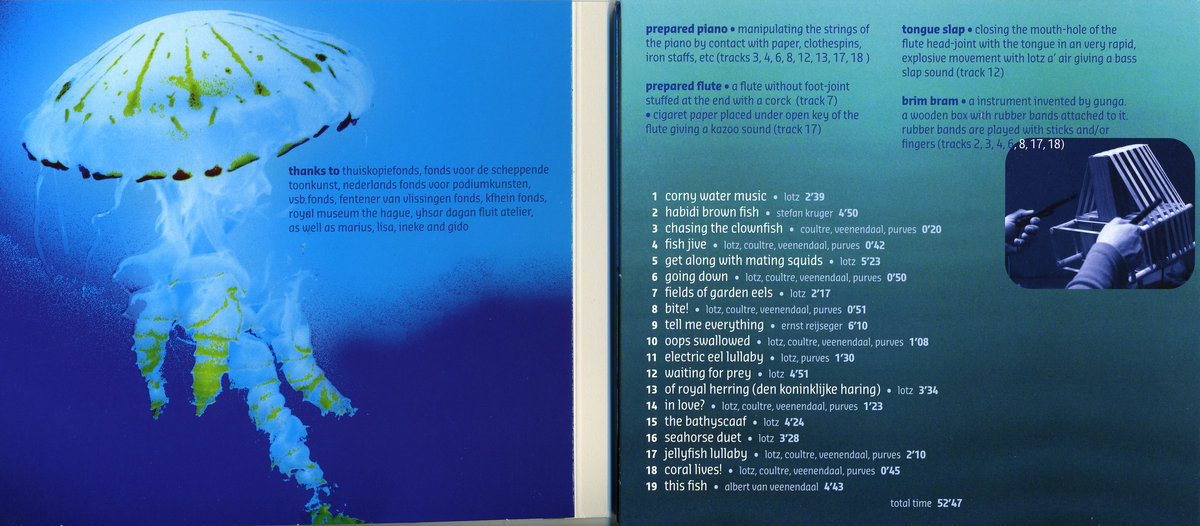 thanks to thuiskopiefonds, fonds voor de scheppende
toonkunst, nederlands fonds voor podiumkunsten,
vsb.fonds, fentener van vlissingen fonds, kfhein fonds,
royal museum the hague, yhsar dagan fluit atelier,
as well as marius, lisa, ineke and gido
prepared piano • manipulating the strings of
the piano by contact with paper, clothespins,
iron staffs, etc (tracks 3, 4, 6, 8, 12, 13, 17, 18 )
prepared flute • a flute without foot-joint
stuffed at the end with a corck (track 7)
• cigaret paper placed under open key of the
flute giving a kazoo sound (track 17)
tongue slap • closing the mouth-hole of the
flute head-joint with the tongue in an very rapid,
explosive movement with lotz a' air giving a bass
slap sound (track 12)
brim bram • a instrument invented by gunga.
a wooden box with rubber bands attached to it.
rubber bands are played with sticks and/or
fingers (tracks 2, 3, 4, 6, 8, 17, 18)
1 corny water music • lotz 2'39
2 habidi brown fish • stefan kruger 4'50
3 chasing the clownfish • coultre, veenendaal, purves 0'20
4 fish jive • lotz, coultre, veenendaal, purves 0'42
5 get along with mating squids • lotz 5'23
6 going down • lotz, coultre, veenendaal, purves 0'50
7 fields of garden eels • lotz 2'17
8 bite! • lotz, coultre, veenendaal, purves 0'51
9 tell me everything • ernst reijseger 6'10
10 oops swallowed • lotz, coultre, veenendaal, purves 1'08
11 electric eel lullaby • lotz, purves 1'30
12 waiting for prey • lotz 4'51
13 of royal herring (den koninklijke haring) • lotz 3'34
14 in love? • lotz, coultre, veenendaal, purves 1'23
15 the bathyscaaf • lotz 4'24
16 seahorse duet • lotz 3'28
17 jellyfish lullaby • lotz, coultre, veenendaal, purves 2'10
18 coral lives! • lotz, coultre, veenendaal, purves 0'45
19 this fish • albert van veenendaal 4'43
total time 52'47